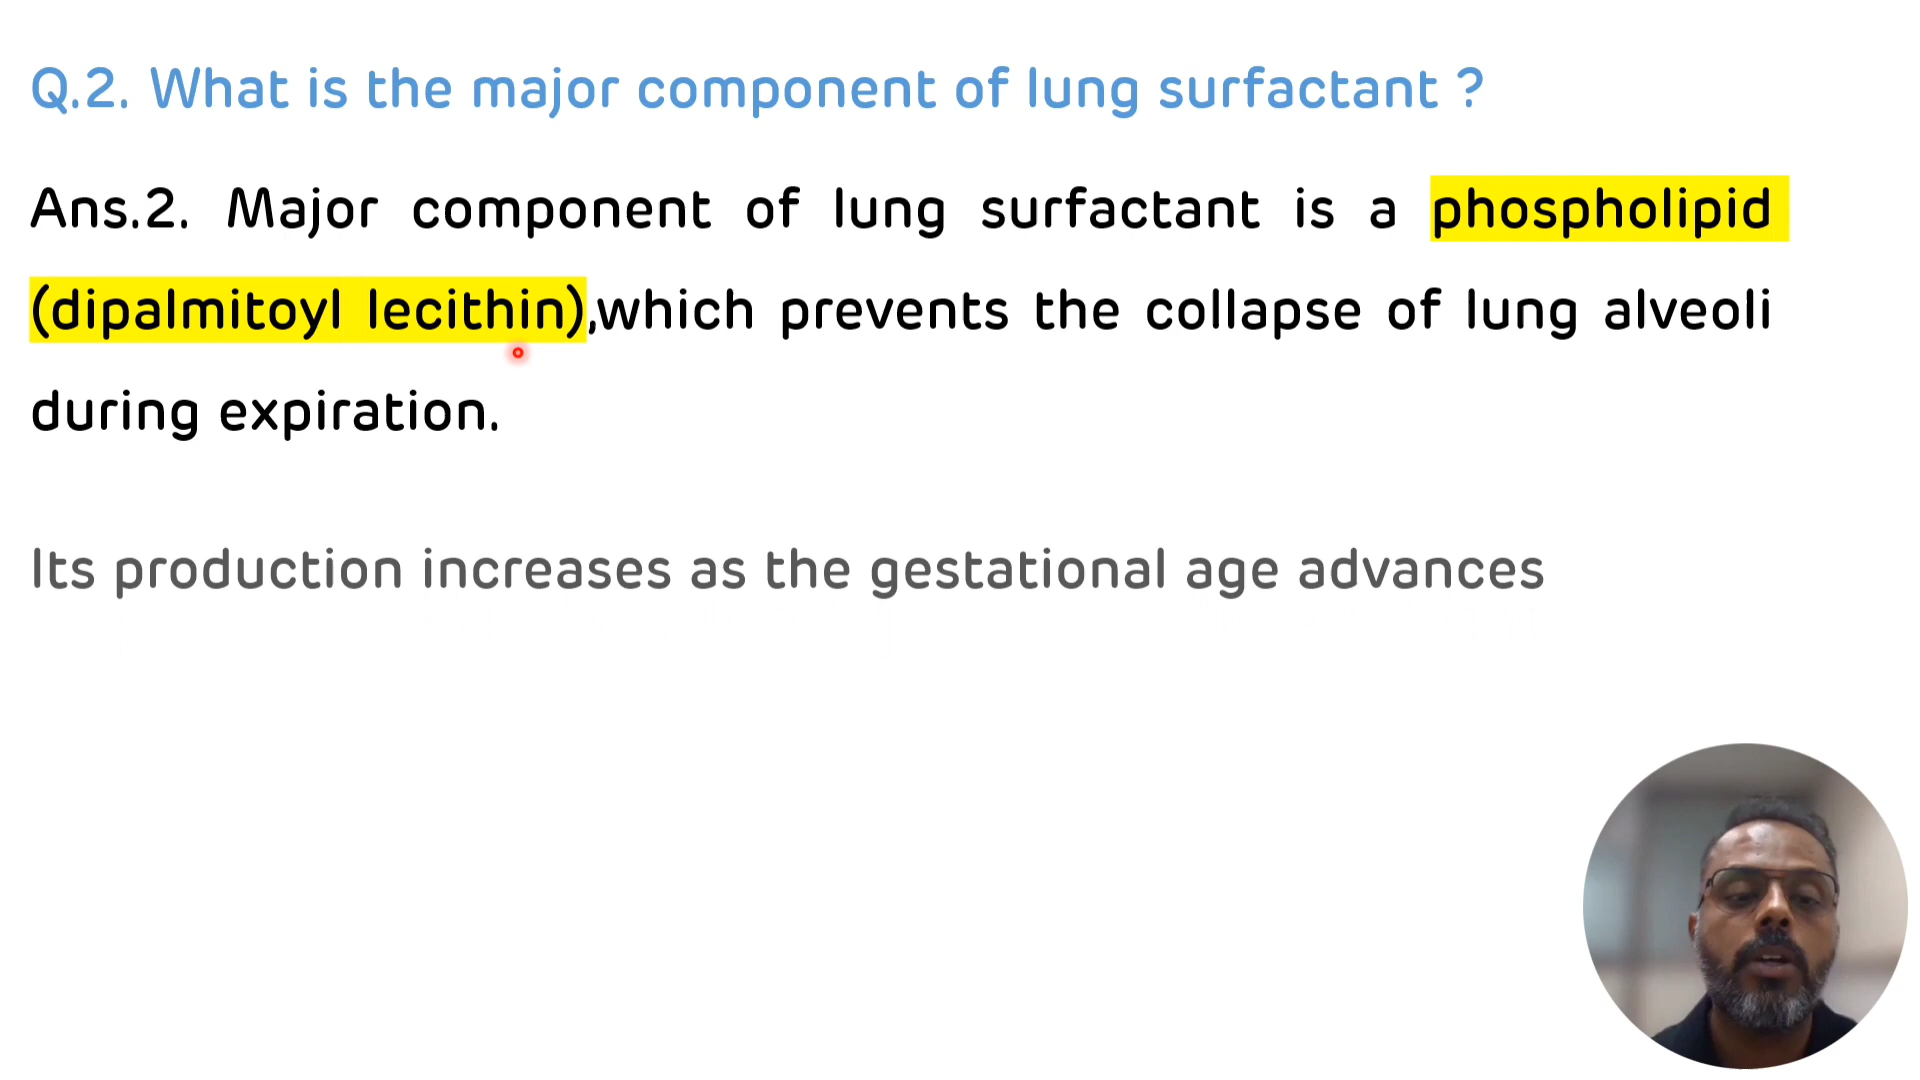 Q.2. What is the major component of lung surfactant ?
Ans.2. Major component of lung surfactant is a phospholipid
(dipalmitoyl lecithin),which prevents the collapse of lung alveoli
during expiration.
Its production increases as the gestational age advances